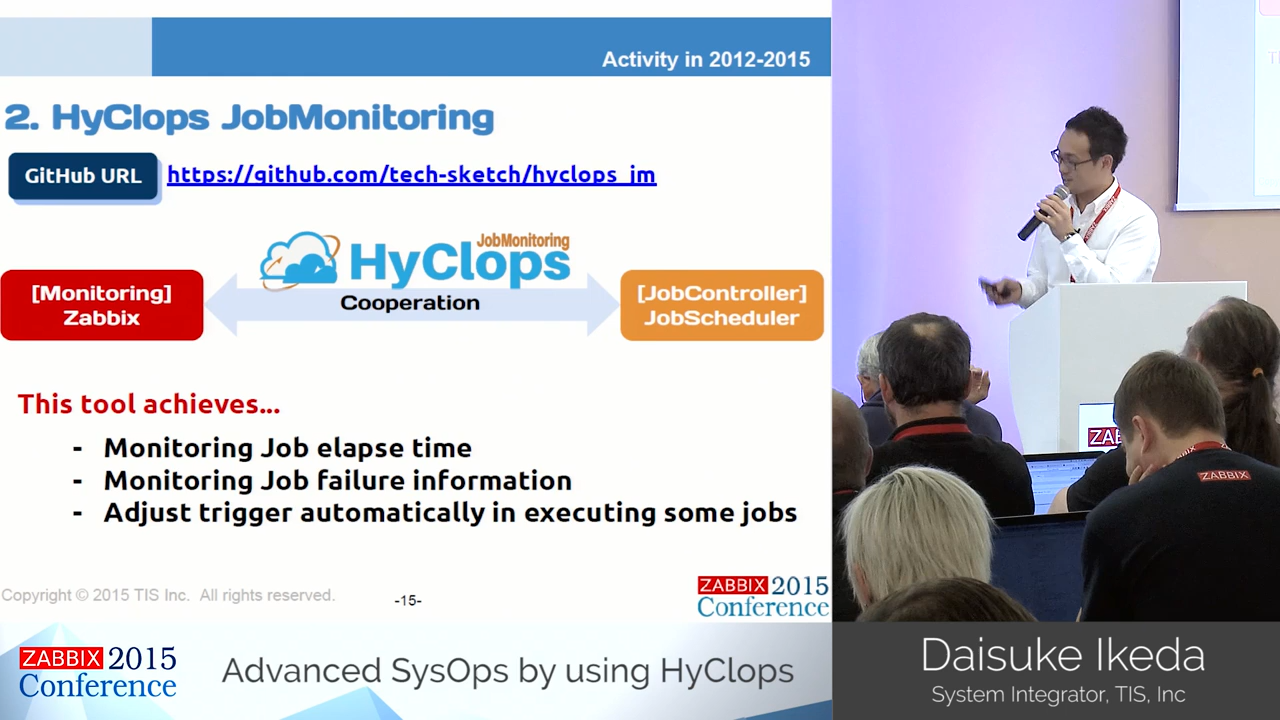 Activity in 2012-2015
2. HyClops JobMonitoring
GitHub URL
https://github.com/tech-sketch/hyclops_jm
JobMonitoring
HyClops
Cooperation
[Monitoring]
Zabbix
[JobController]
JobScheduler
This tool achieves...
- Monitoring Job elapse time
- Monitoring Job failure information
- Adjust trigger automatically in executing some jobs
Copyright © 2015 TIS Inc. All rights reserved.
-15-
ZABBIX 2015
Conference
ZABBIX 2015
Conference
Advanced SysOps by using HyClops
ZABBIX
Daisuke Ikeda
System Integrator, TIS, Inc